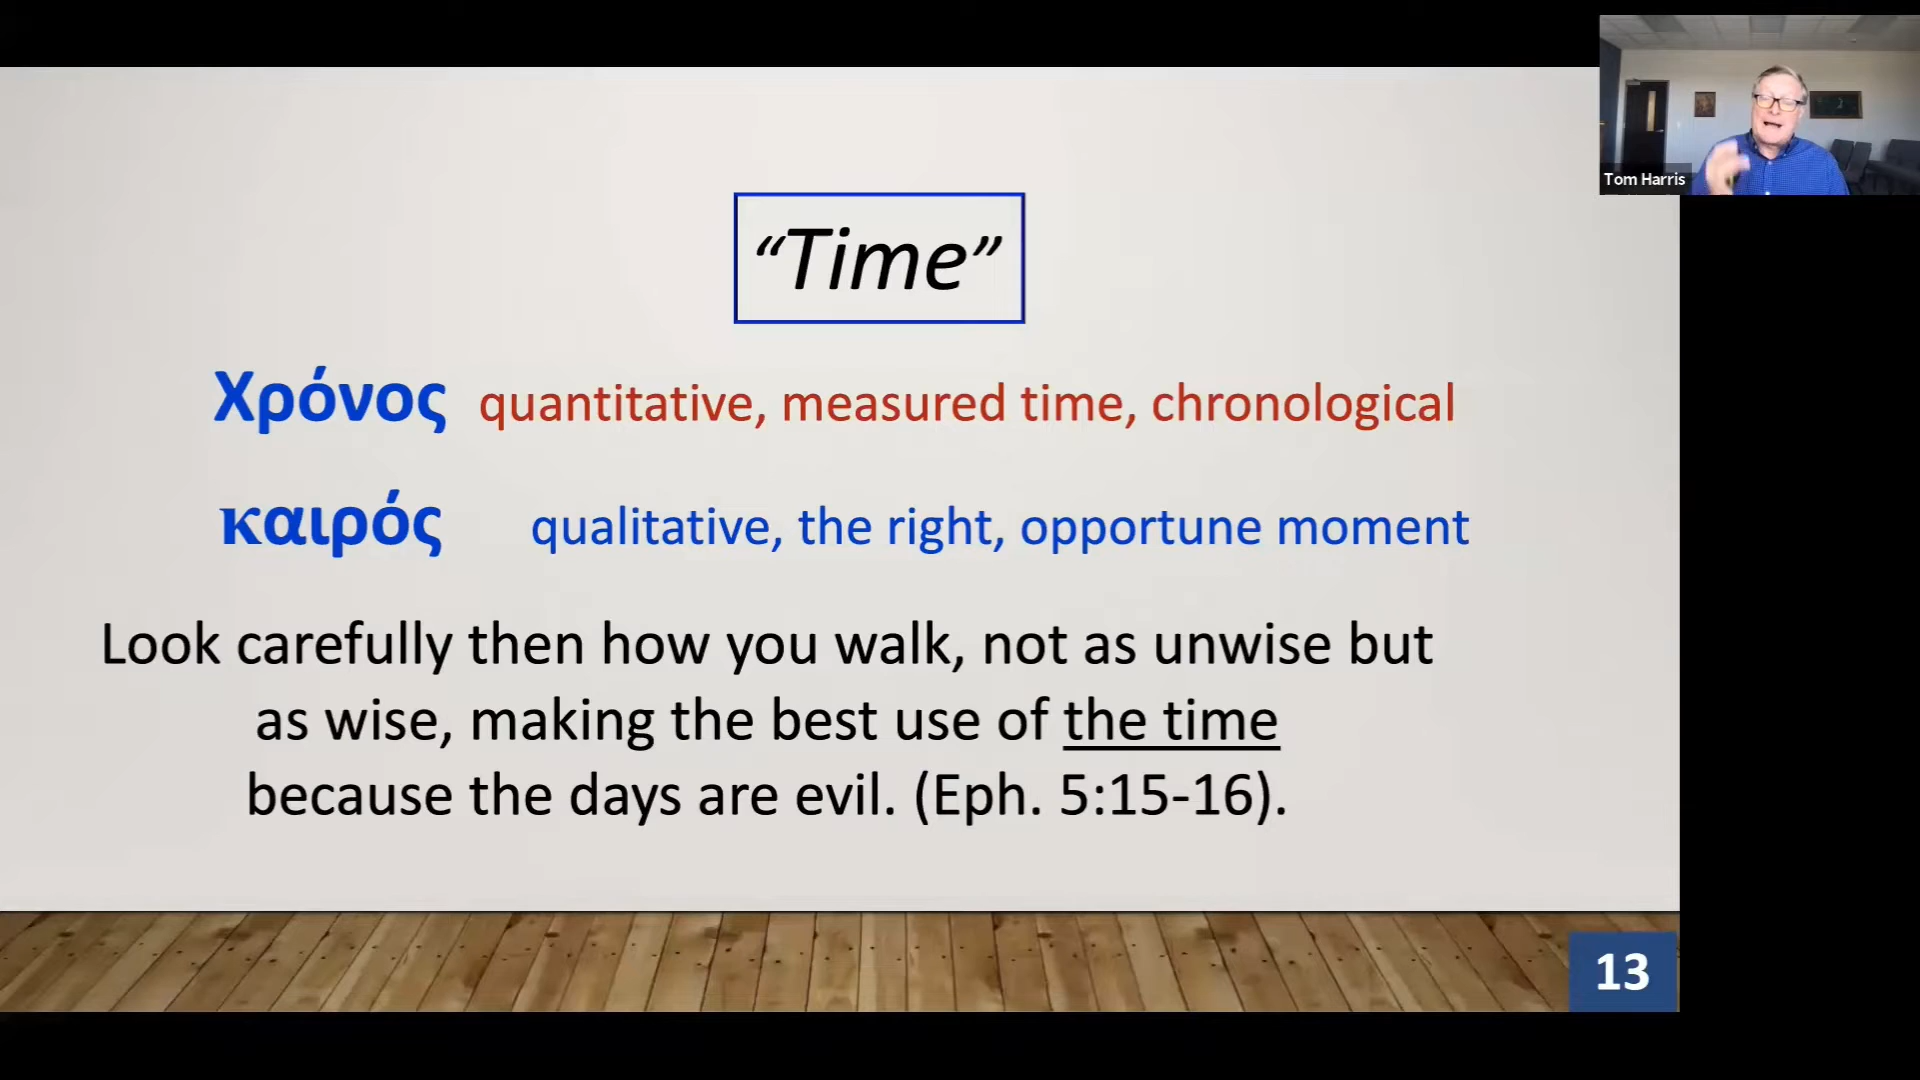 “Time”
Χρόνος quantitative, measured time, chronological
καιρός qualitative, the right, opportune moment
Look carefully then how you walk, not as unwise but
as wise, making the best use of the time
because the days are evil. (Eph. 5:15-16).
13
Tom Harris